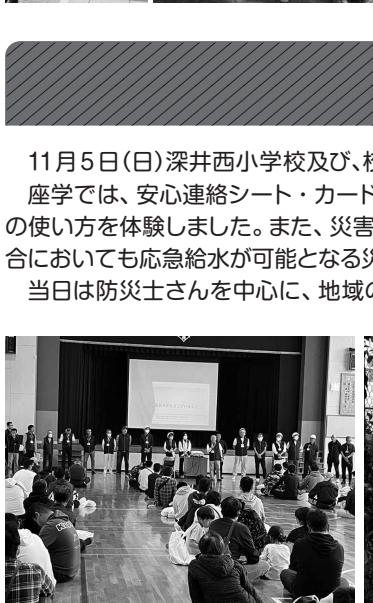 11月5日(日)深井西小学校及び、校
座学では、安心連絡シート・カード
の使い方を体験しました。また、災害
合においても応急給水が可能となる災
当日は防災士さんを中心に、地域の